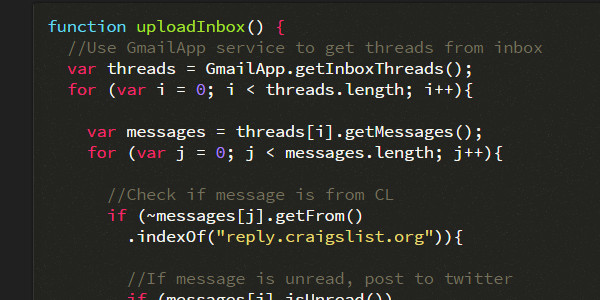 function uploadInbox() {
//Use GmailApp service to get threads from inbox
var threads = GmailApp.getInboxThreads();
for (var i = 0; i < threads.length; i++){
var messages = threads[i].getMessages();
for (var j = 0; j < messages.length; j++){
//Check if message is from CL
if (~messages[j].getFrom()
.indexOf("reply.craigslist.org")){
//If message is unread, post to twitter
if (messages[j].isUnread())